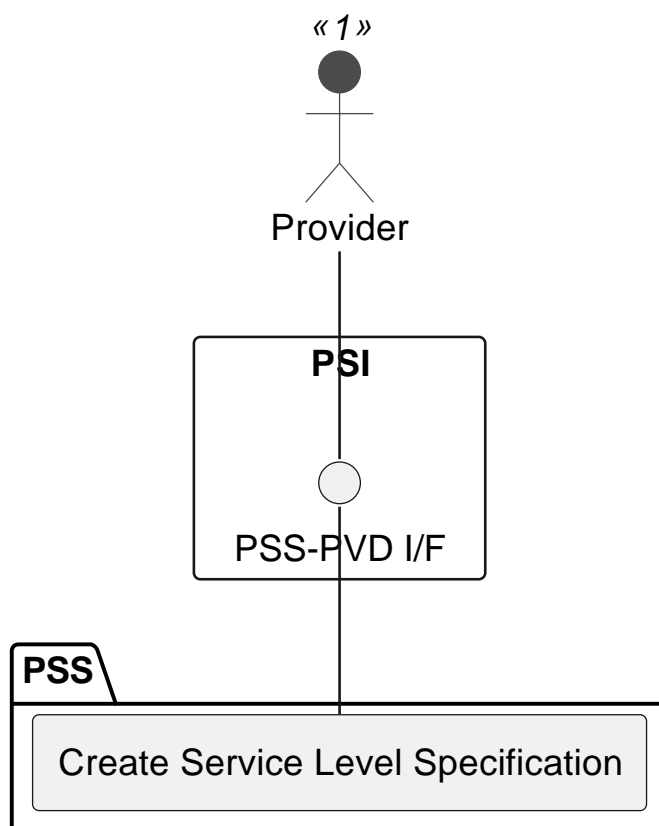 «1»
Provider
PSI
PSS-PVD I/F
PSS
Create Service Level Specification